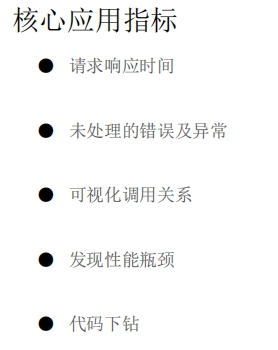 核心应用指标
● 请求响应时间
● 未处理的错误及异常
● 可视化调用关系
● 发现性能瓶颈
● 代码下钻